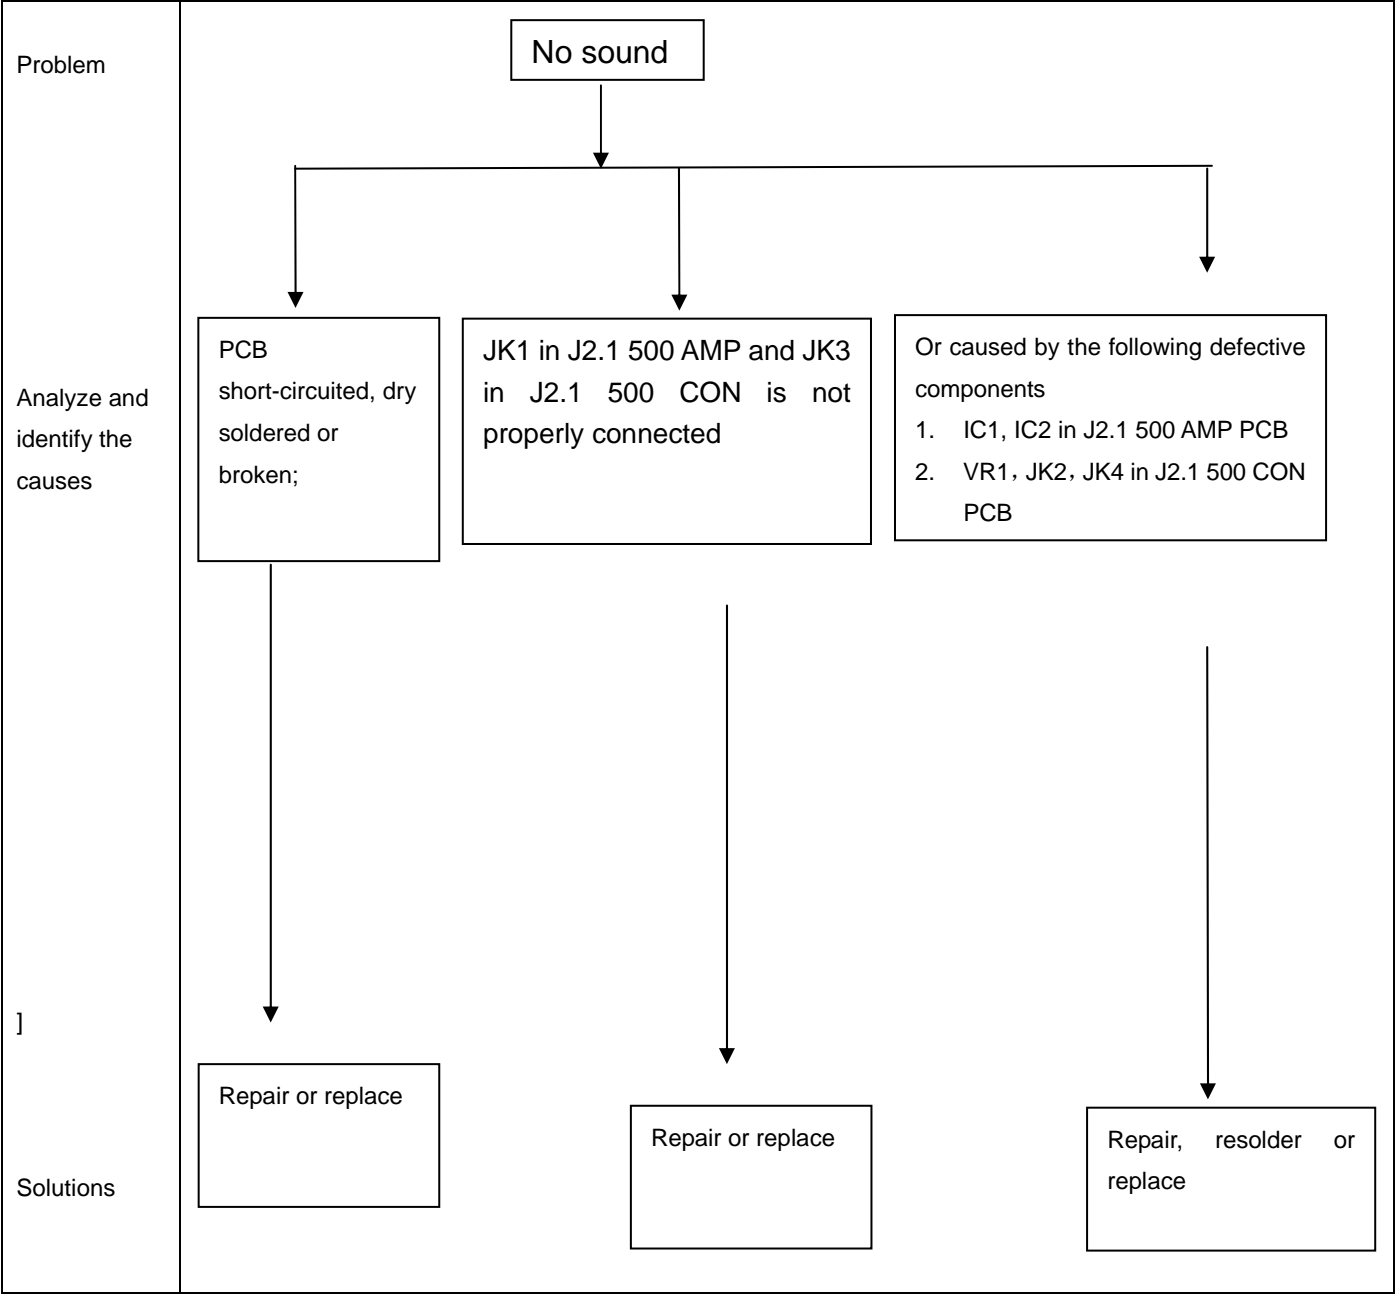 Problem
No sound
Analyze and
identify the
causes
PCB
short-circuited, dry
soldered or
broken;
JK1 in J2.1 500 AMP and JK3
in J2.1 500 CON is not
properly connected
Or caused by the following defective
components
1. IC1, IC2 in J2.1 500 AMP PCB
2. VR1，JK2，JK4 in J2.1 500 CON
PCB
]
Solutions
Repair or replace
Repair or replace
Repair, resolder or
replace